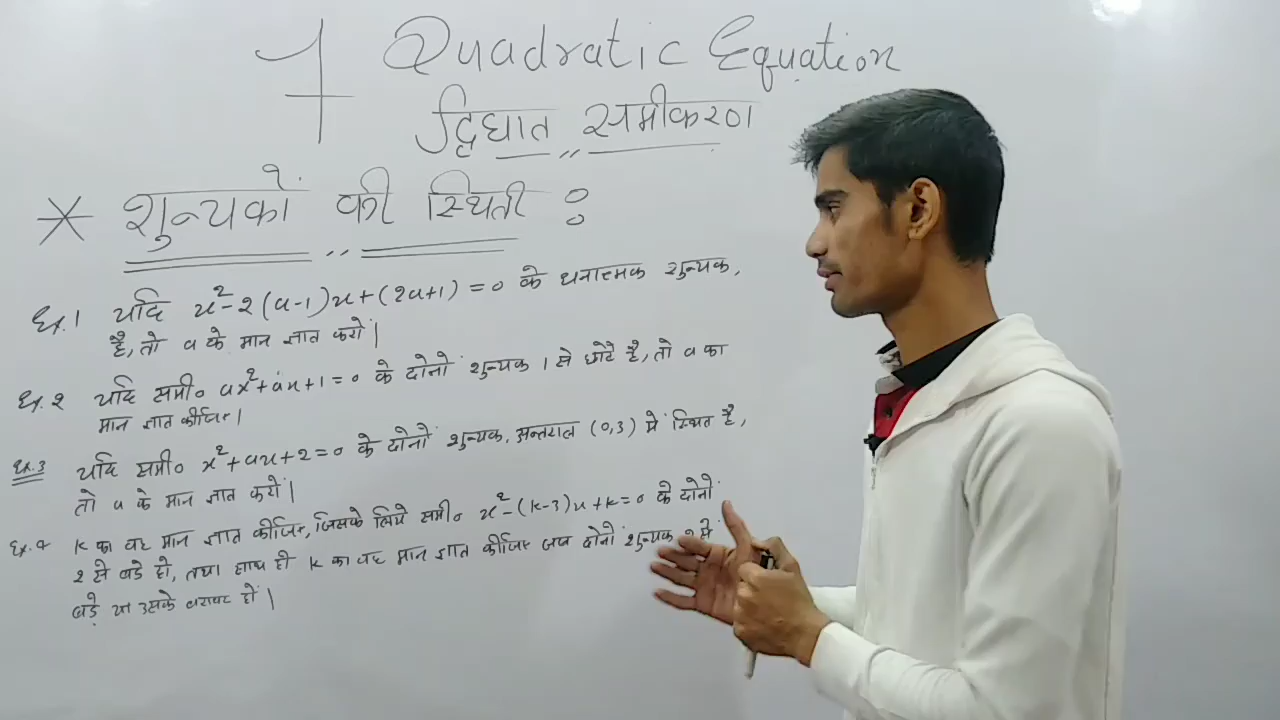 Quadratic Equation
द्विघात समीकरण
* शुन्यकों की स्थिती :
Ex.1 यदि x²-2(a-1)x+(2a+1)=0 के धनात्मक शुन्यक,
है, तो a के मान ज्ञात करो।
Ex.2 यदि समी० ax²+ax+1=0 के दोनों शुन्यक 1 से छोटे है, तो a का
मान ज्ञात कीजिए।
Ex.3 यदि समी० x²+ax+2=0 के दोनों शुन्यक, अन्तराल (0,3) में स्थित है,
तो a के मान ज्ञात करो।
Ex.4 k का वह मान ज्ञात कीजिए, जिसके लिये समी० x²-(k-3)x+k=0 के दोनों
2 से बडे हो, तथा साथ ही k का वह मान ज्ञात कीजिए जब दोनों शुन्यक 2 से
बड़े या उसके बराबर हों।